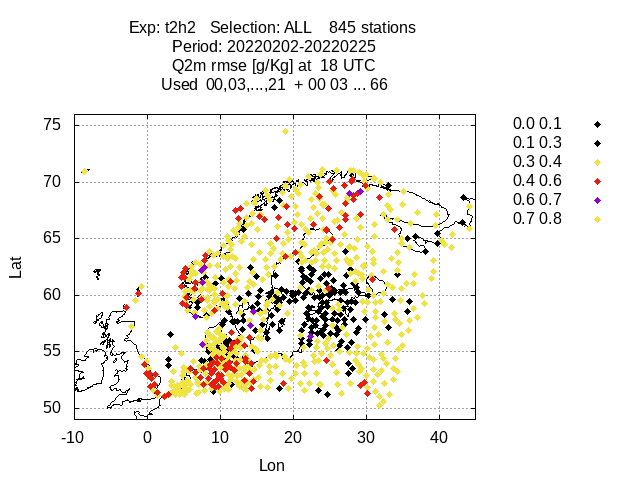 Exp: t2h2 Selection: ALL 845 stations
Period: 20220202-20220225
Q2m rmse [g/Kg] at 18 UTC
Used 00,03,...,21 + 00 03 ... 66
0.0 0.1
0.1 0.3
0.3 0.4
0.4 0.6
0.6 0.7
0.7 0.8
75
70
65
60
55
50
Lat
-10 0 10 20 30 40
Lon